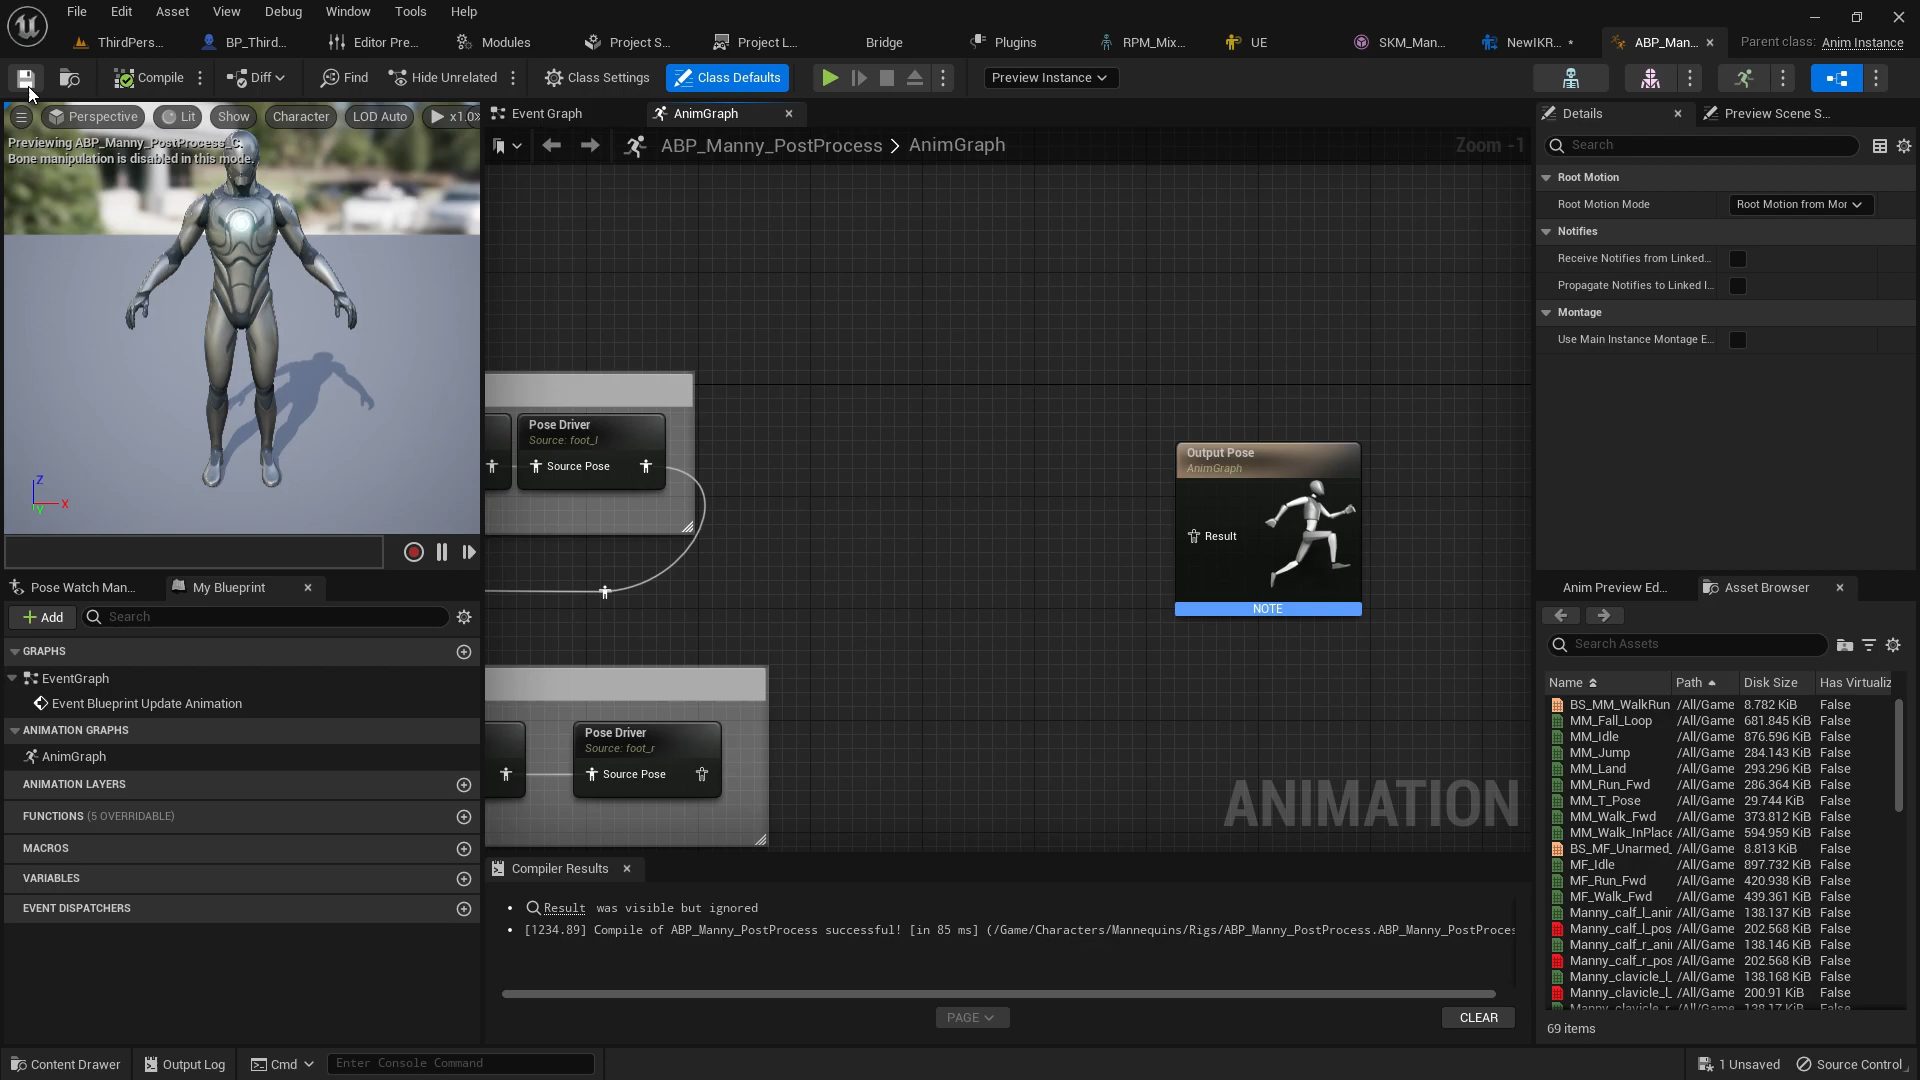 File Edit Asset View Debug Window Tools Help
ThirdPers... BP_Third... Editor Pre... Modules Project S... Project L... Bridge Plugins RPM_Mix... UE SKM_Man... NewIKR... * ABP_Man... Parent class: Anim Instance
Compile Diff Find Hide Unrelated Class Settings Class Defaults Preview Instance
Perspective Lit Show Character LOD Auto x1.0
Previewing ABP_Manny_PostProcess_C.
Bone manipulation is disabled in this mode.
Z
X
Y
Event Graph AnimGraph
ABP_Manny_PostProcess > AnimGraph Zoom -1
Pose Driver
Source: foot_l
Source Pose
Output Pose
AnimGraph
Result
NOTE
Pose Driver
Source: foot_r
Source Pose
ANIMATION
Pose Watch Man... My Blueprint
Add Search
GRAPHS
EventGraph
Event Blueprint Update Animation
ANIMATION GRAPHS
AnimGraph
ANIMATION LAYERS
FUNCTIONS (5 OVERRIDABLE)
MACROS
VARIABLES
EVENT DISPATCHERS
Compiler Results
Result was visible but ignored
[1234.89] Compile of ABP_Manny_PostProcess successful! [in 85 ms] (/Game/Characters/Mannequins/Rigs/ABP_Manny_PostProcess.ABP_Manny_PostProces
PAGE CLEAR
Details Preview Scene S...
Search
Root Motion
Root Motion Mode Root Motion from Mor
Notifies
Receive Notifies from Linked...
Propagate Notifies to Linked I...
Montage
Use Main Instance Montage E...
Anim Preview Ed... Asset Browser
Search Assets
Name Path Disk Size Has Virtualiz
BS_MM_WalkRun /All/Game 8.782 KiB False
MM_Fall_Loop /All/Game 681.845 KiB False
MM_Idle /All/Game 876.596 KiB False
MM_Jump /All/Game 284.143 KiB False
MM_Land /All/Game 293.296 KiB False
MM_Run_Fwd /All/Game 286.364 KiB False
MM_T_Pose /All/Game 29.744 KiB False
MM_Walk_Fwd /All/Game 373.812 KiB False
MM_Walk_InPlace /All/Game 594.959 KiB False
BS_MF_Unarmed_ /All/Game 8.813 KiB False
MF_Idle /All/Game 897.732 KiB False
MF_Run_Fwd /All/Game 420.938 KiB False
MF_Walk_Fwd /All/Game 439.361 KiB False
Manny_calf_l_anir /All/Game 138.137 KiB False
Manny_calf_l_pos /All/Game 202.568 KiB False
Manny_calf_r_ani /All/Game 138.146 KiB False
Manny_calf_r_pos /All/Game 202.568 KiB False
Manny_clavicle_l_ /All/Game 138.168 KiB False
Manny_clavicle_l_ /All/Game 200.91 KiB False
Manny_clavicle_r_ /All/Game 138.17 KiB False
69 items
Content Drawer Output Log Cmd Enter Console Command 1 Unsaved Source Control